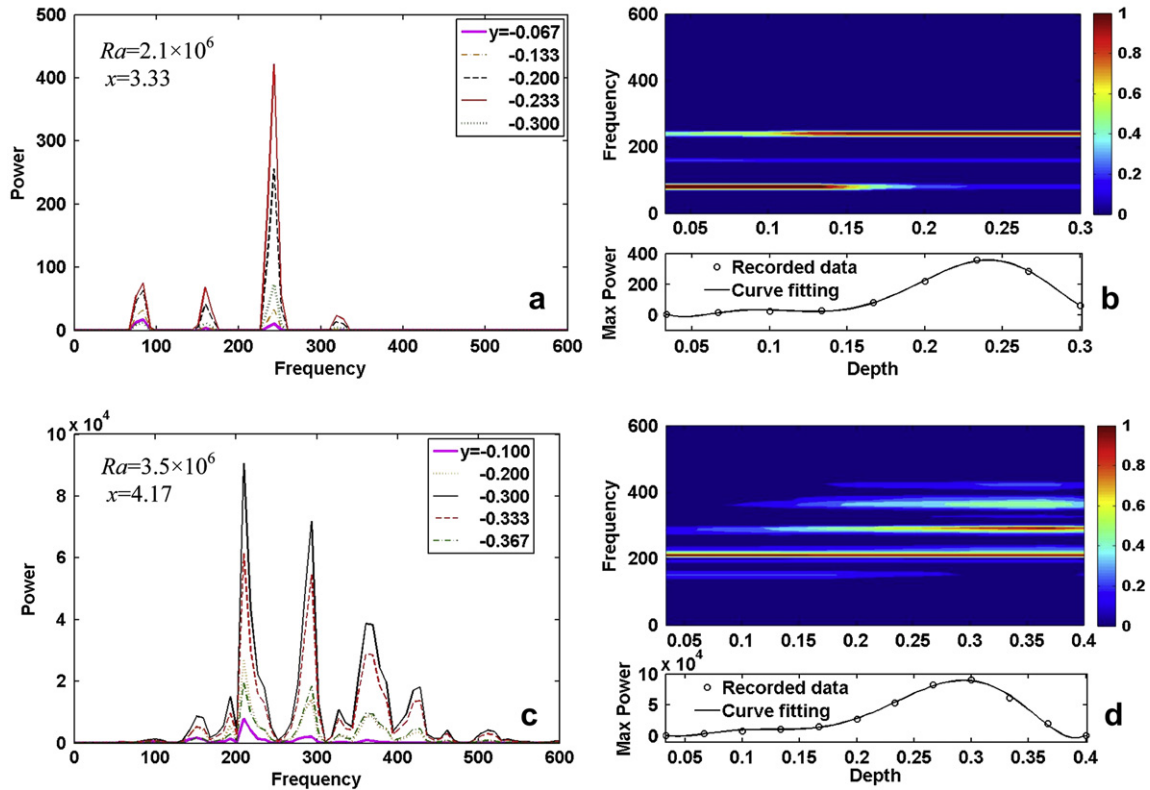 500
400
300
200
100
0
Power
0 100 200 300 400 500 600
Frequency
Ra=2.1×10⁶
x=3.33
y=-0.067
-0.133
-0.200
-0.233
-0.300
a
600
400
200
0
Frequency
0.05 0.1 0.15 0.2 0.25 0.3
1
0.8
0.6
0.4
0.2
0
400
200
0
Max Power
Recorded data
Curve fitting
0.05 0.1 0.15 0.2 0.25 0.3
Depth
b
x 10⁴
10
8
6
4
2
0
Power
0 100 200 300 400 500 600
Frequency
Ra=3.5×10⁶
x=4.17
y=-0.100
-0.200
-0.300
-0.333
-0.367
c
600
400
200
0
Frequency
0.05 0.1 0.15 0.2 0.25 0.3 0.35 0.4
1
0.8
0.6
0.4
0.2
0
x 10⁴
10
5
0
Max Power
Recorded data
Curve fitting
0.05 0.1 0.15 0.2 0.25 0.3 0.35 0.4
Depth
d